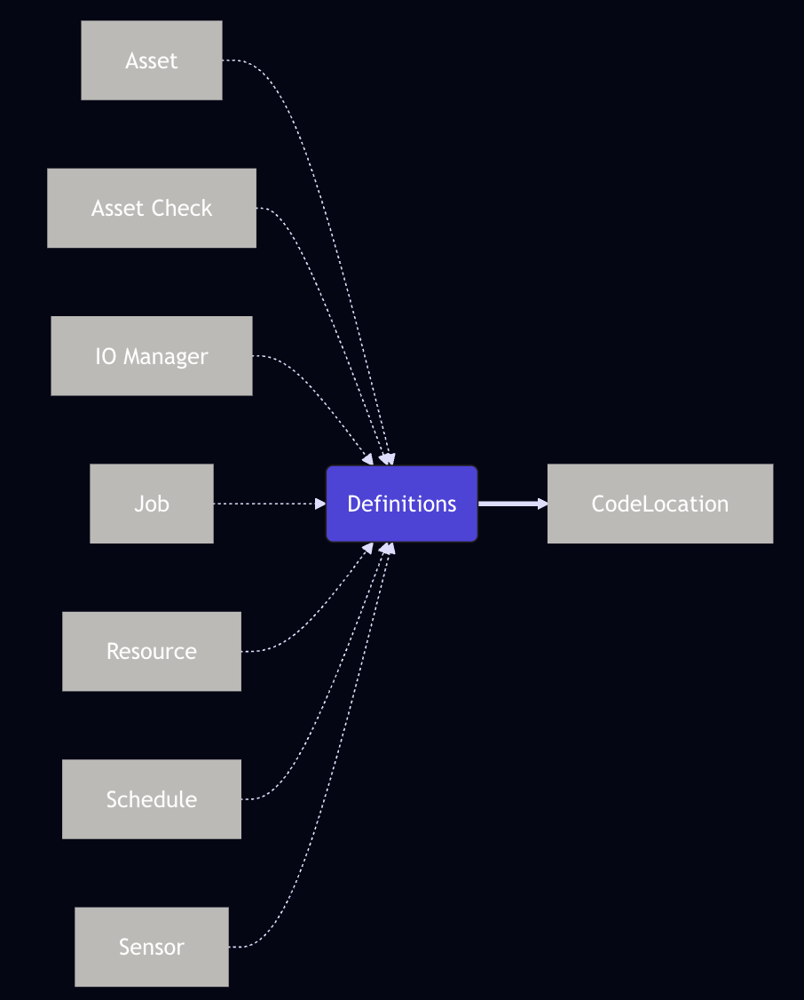 Asset
Asset Check
IO Manager
Job
Definitions
CodeLocation
Resource
Schedule
Sensor